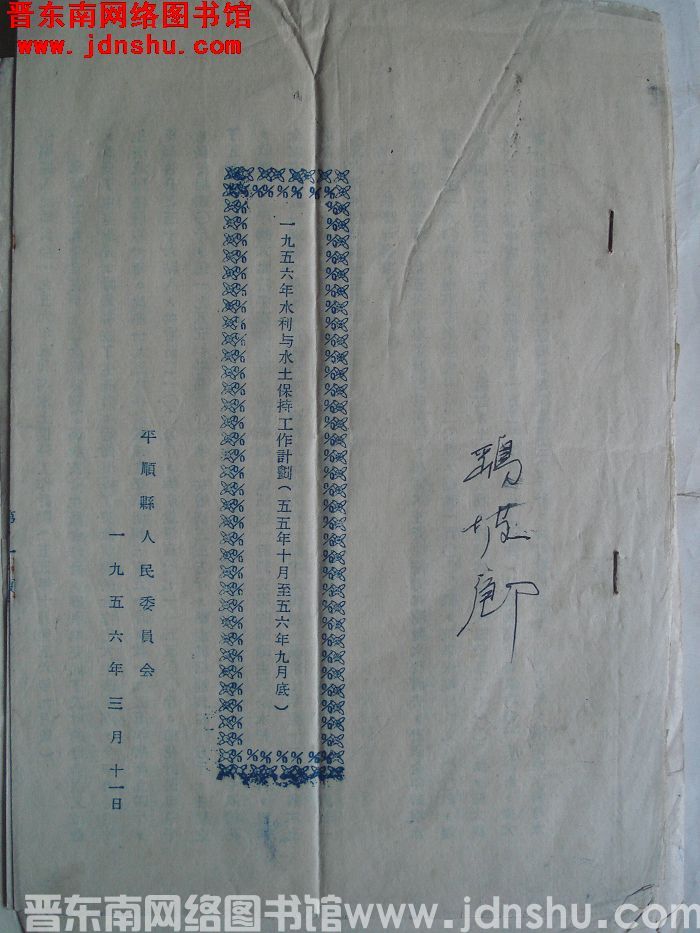 晋东南网络图书馆
www.jdnshu.com
一九五六年水利与水土保持工作計劃（五五年十月至五六年九月底）
平順縣人民委員会
一九五六年三月十一日
坡
晋东南网络图书馆www.jdnshu.com